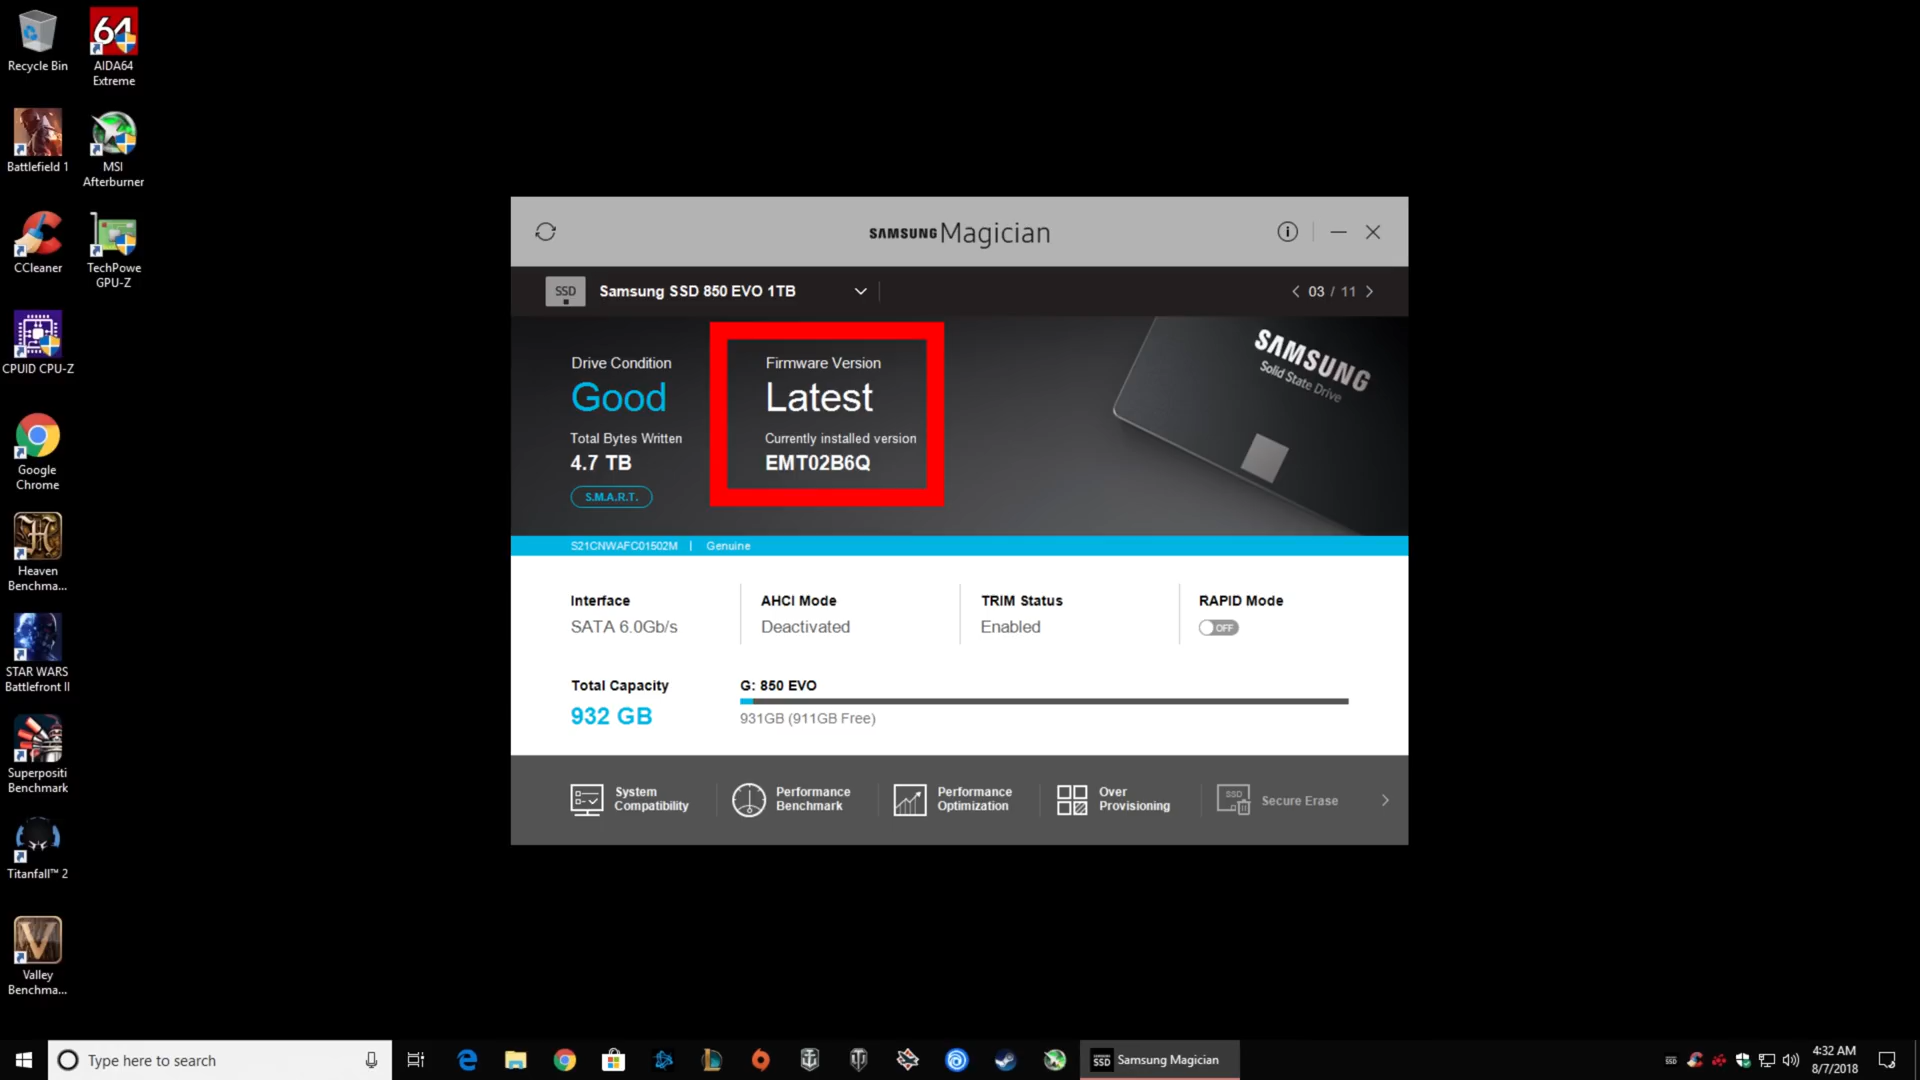 Recycle Bin
AIDA64
Extreme
Battlefield 1
MSI
Afterburner
CCleaner
TechPowe
GPU-Z
CPUID CPU-Z
Google
Chrome
Heaven
Benchma...
STAR WARS
Battlefront II
Superpositi
Benchmark
Titanfall™ 2
Valley
Benchma...
64
SAMSUNG Magician
SSD
Samsung SSD 850 EVO 1TB
03 / 11
Drive Condition
Good
Total Bytes Written
4.7 TB
S.M.A.R.T.
Firmware Version
Latest
Currently installed version
EMT02B6Q
SAMSUNG
Solid State Drive
S21CNWAFC01502M | Genuine
Interface
SATA 6.0Gb/s
AHCI Mode
Deactivated
TRIM Status
Enabled
RAPID Mode
OFF
Total Capacity
932 GB
G: 850 EVO
931GB (911GB Free)
System
Compatibility
Performance
Benchmark
Performance
Optimization
Over
Provisioning
SSD
Secure Erase
Type here to search
SSD
Samsung Magician
4:32 AM
8/7/2018